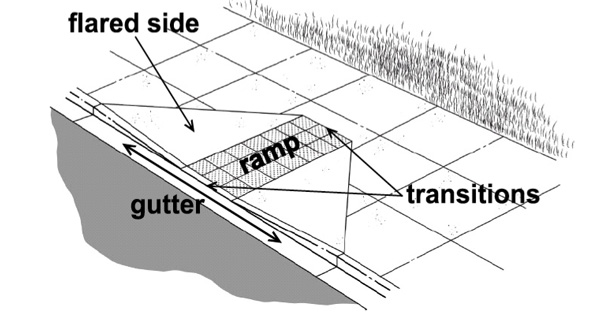 flared side
ramp
gutter
transitions